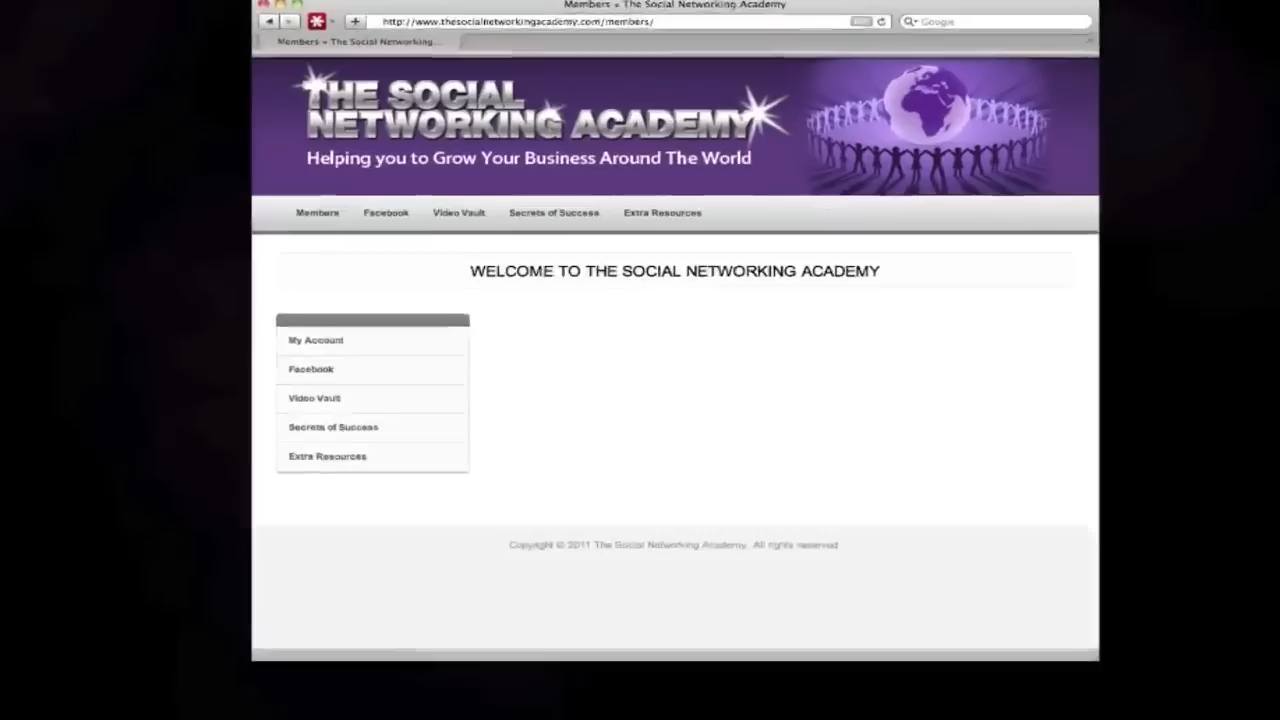 Members « The Social Networking Academy
http://www.thesocialnetworkingacademy.com/members/
Google
Members « The Social Networking...
THE SOCIAL
NETWORKING ACADEMY
Helping you to Grow Your Business Around The World
Members Facebook Video Vault Secrets of Success Extra Resources
WELCOME TO THE SOCIAL NETWORKING ACADEMY
My Account
Facebook
Video Vault
Secrets of Success
Extra Resources
Copyright © 2011 The Social Networking Academy. All rights reserved